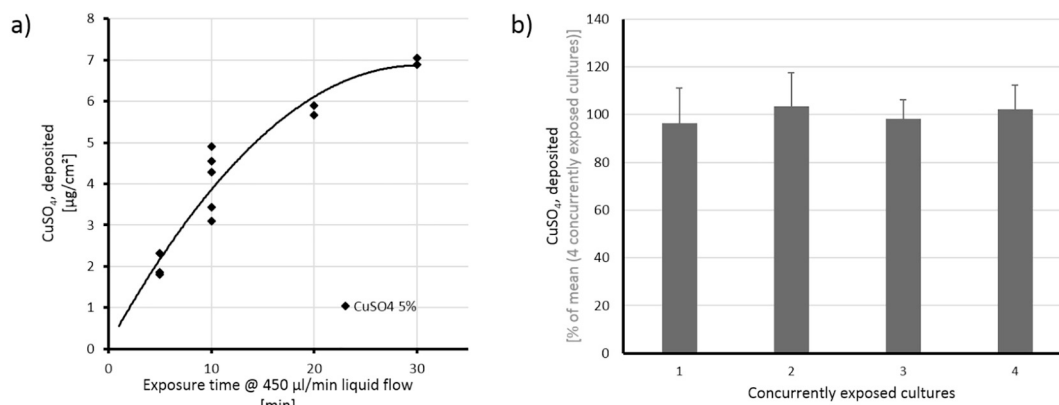 a)
CuSO₄, deposited
[µg/cm²]
8
7
6
5
4
3
2
1
0
0 10 20 30
CuSO4 5%
Exposure time @ 450 µl/min liquid flow
[min]
b)
CuSO₄, deposited
[% of mean (4 concurrently exposed cultures)]
140
120
100
80
60
40
20
0
1 2 3 4
Concurrently exposed cultures